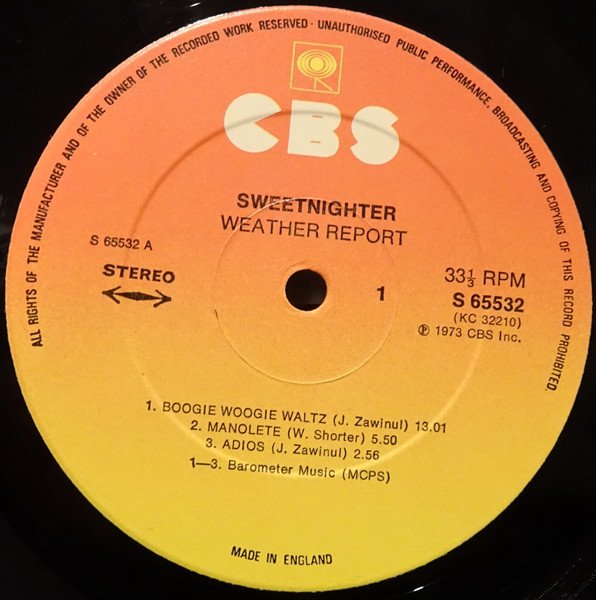 ALL RIGHTS OF THE MANUFACTURER AND OF THE OWNER OF THE RECORDED WORK RESERVED · UNAUTHORISED PUBLIC PERFORMANCE, BROADCASTING AND COPYING OF THIS RECORD PROHIBITED
CBS
SWEETNIGHTER
WEATHER REPORT
S 65532 A
STEREO
1
33⅓ RPM
S 65532
(KC 32210)
℗ 1973 CBS Inc.
1. BOOGIE WOOGIE WALTZ (J. Zawinul) 13.01
2. MANOLETE (W. Shorter) 5.50
3. ADIOS (J. Zawinul) 2.56
1—3. Barometer Music (MCPS)
MADE IN ENGLAND